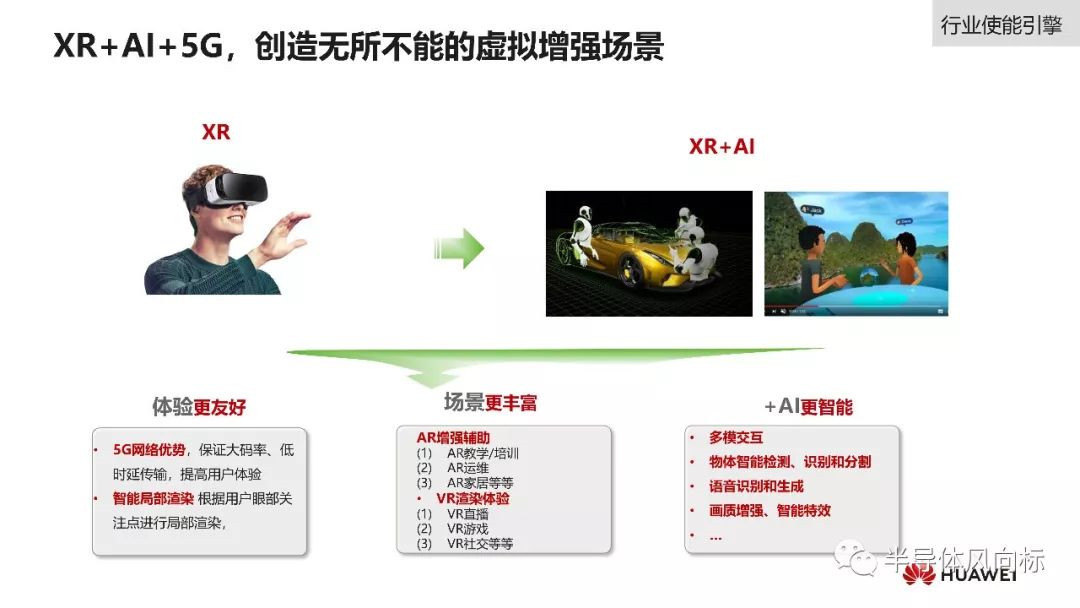 行业使能引擎
XR+AI+5G，创造无所不能的虚拟增强场景
XR
XR+AI
Jack
体验更友好
• 5G网络优势，保证大码率、低
时延传输，提高用户体验
• 智能局部渲染 根据用户眼部关
注点进行局部渲染，
场景更丰富
AR增强辅助
(1) AR教学/培训
(2) AR运维
(3) AR家居等等
• VR渲染体验
(1) VR直播
(2) VR游戏
(3) VR社交等等
+AI更智能
• 多模交互
• 物体智能检测、识别和分割
• 语音识别和生成
• 画质增强、智能特效
• ...
半导体风向标
HUAWEI